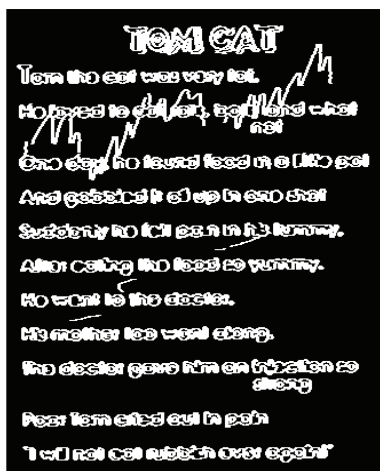 TOM CAT
Tom the cat was very fat.
He loved to eat, and what
not
One day, he found food in a little pot
And gobbled it all up in one shot
Suddenly he felt pain in his tummy.
After eating the food so yummy.
He went to the doctor.
His mother too went along.
The doctor gave him an injection so
strong
Poor Tom cried out in pain
"I will not eat rubbish ever again!"